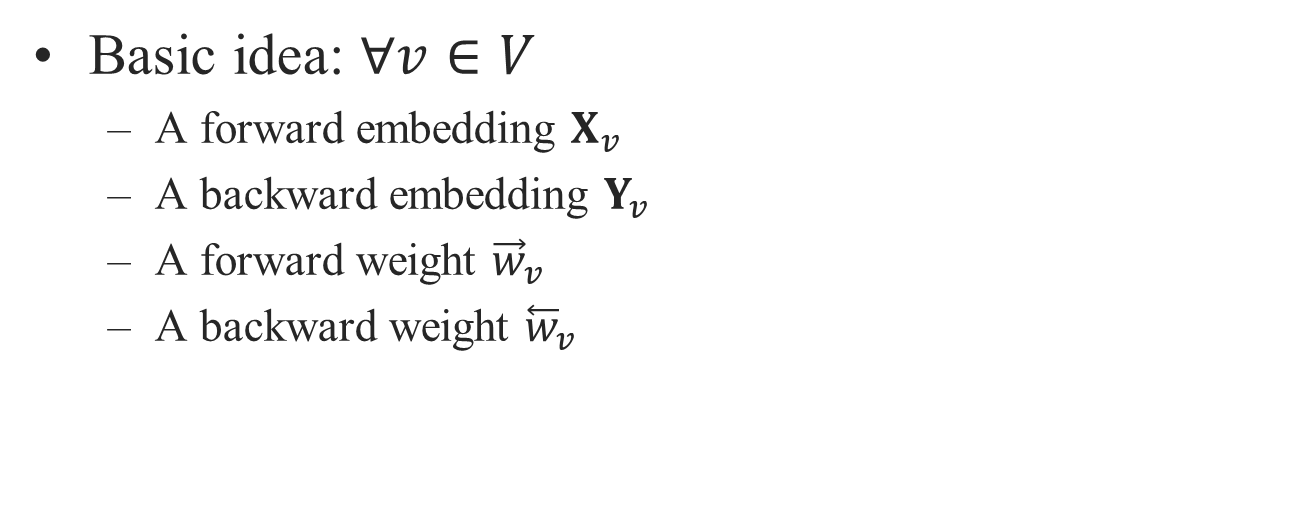 • Basic idea: ∀𝑣 ∈ 𝑉
– A forward embedding 𝐗ᵥ
– A backward embedding 𝐘ᵥ
– A forward weight w⃗ᵥ
– A backward weight w⃖ᵥ